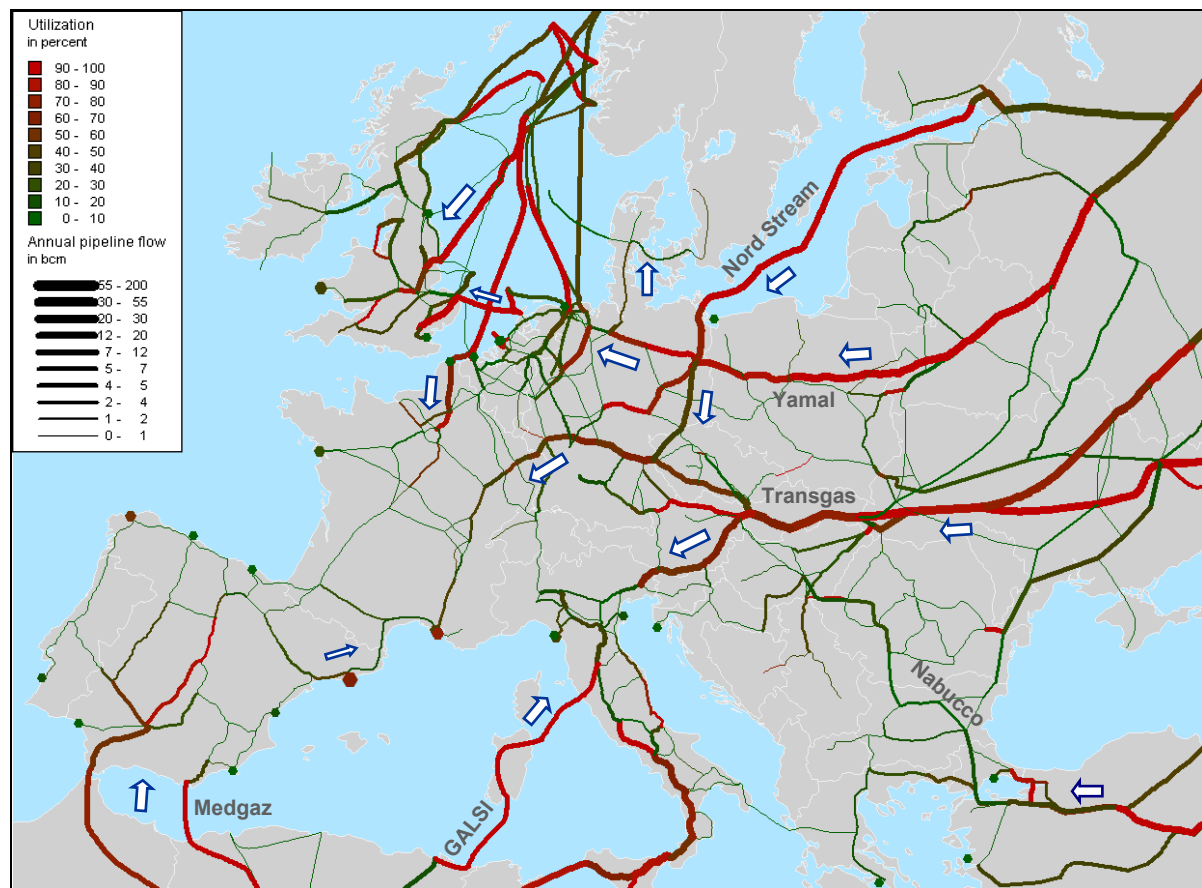 Utilization
in percent
90 - 100
80 - 90
70 - 80
60 - 70
50 - 60
40 - 50
30 - 40
20 - 30
10 - 20
0 - 10
Annual pipeline flow
in bcm
55 - 200
30 - 55
20 - 30
12 - 20
7 - 12
5 - 7
4 - 5
2 - 4
1 - 2
0 - 1
Nord Stream
Yamal
Transgas
Nabucco
Medgaz
GALSI